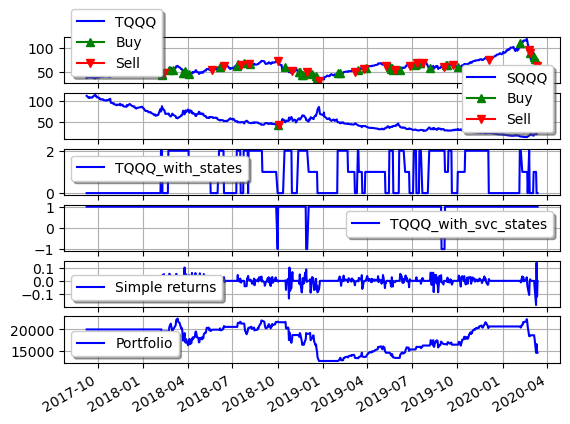 TQQQ
Buy
Sell
100
50
SQQQ
Buy
Sell
100
50
2
0
TQQQ_with_states
1
0
−1
TQQQ_with_svc_states
0.1
0.0
−0.1
Simple returns
20000
15000
Portfolio
2017-10 2018-01 2018-04 2018-07 2018-10 2019-01 2019-04 2019-07 2019-10 2020-01 2020-04